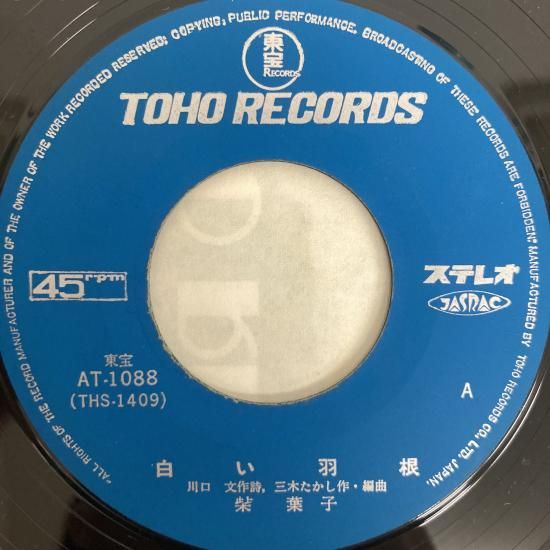 "ALL RIGHTS OF THE RECORD MANUFACTURER AND OF THE OWNER OF THE WORK RECORDED RESERVED; COPYING, PUBLIC PERFORMANCE, BROADCASTING OF THESE RECORDS ARE FORBIDDEN." MANUFACTURED BY TOHO RECORDS CO., LTD. JAPAN.
東宝
RECORDS
TOHO RECORDS
45rpm
ステレオ
JASRAC
東宝
AT-1088
(THS-1409)
A
白い羽根
川口 文作詩, 三木たかし作・編曲
柴葉子